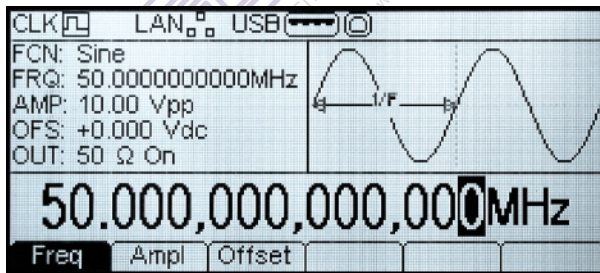 CLK LAN USB
FCN: Sine
FRQ: 50.0000000000MHz
AMP: 10.00 Vpp
OFS: +0.000 Vdc
OUT: 50 Ω On
1/F
50.000,000,000,000MHz
Freq Ampl Offset